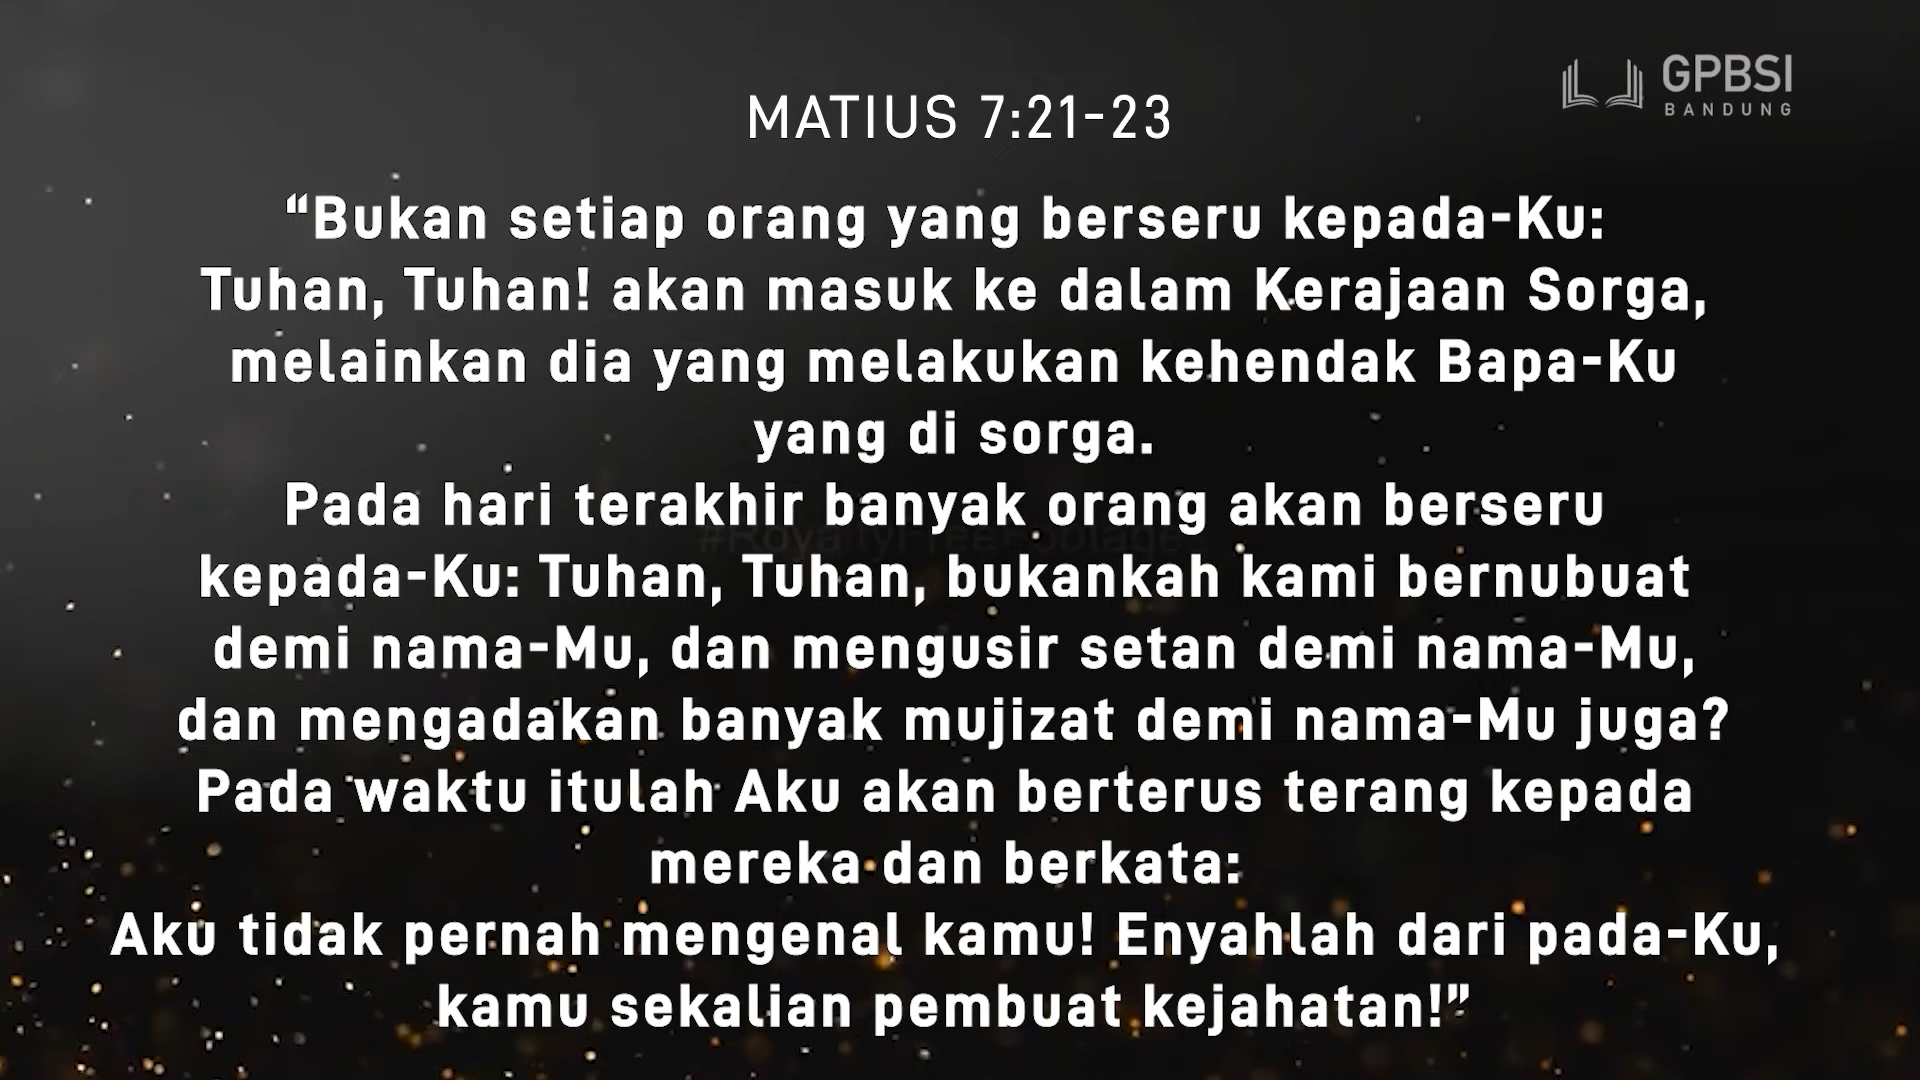 GPBSI
BANDUNG
MATIUS 7:21-23
“Bukan setiap orang yang berseru kepada-Ku:
Tuhan, Tuhan! akan masuk ke dalam Kerajaan Sorga,
melainkan dia yang melakukan kehendak Bapa-Ku
yang di sorga.
Pada hari terakhir banyak orang akan berseru
kepada-Ku: Tuhan, Tuhan, bukankah kami bernubuat
demi nama-Mu, dan mengusir setan demi nama-Mu,
dan mengadakan banyak mujizat demi nama-Mu juga?
Pada waktu itulah Aku akan berterus terang kepada
mereka dan berkata:
Aku tidak pernah mengenal kamu! Enyahlah dari pada-Ku,
kamu sekalian pembuat kejahatan!”